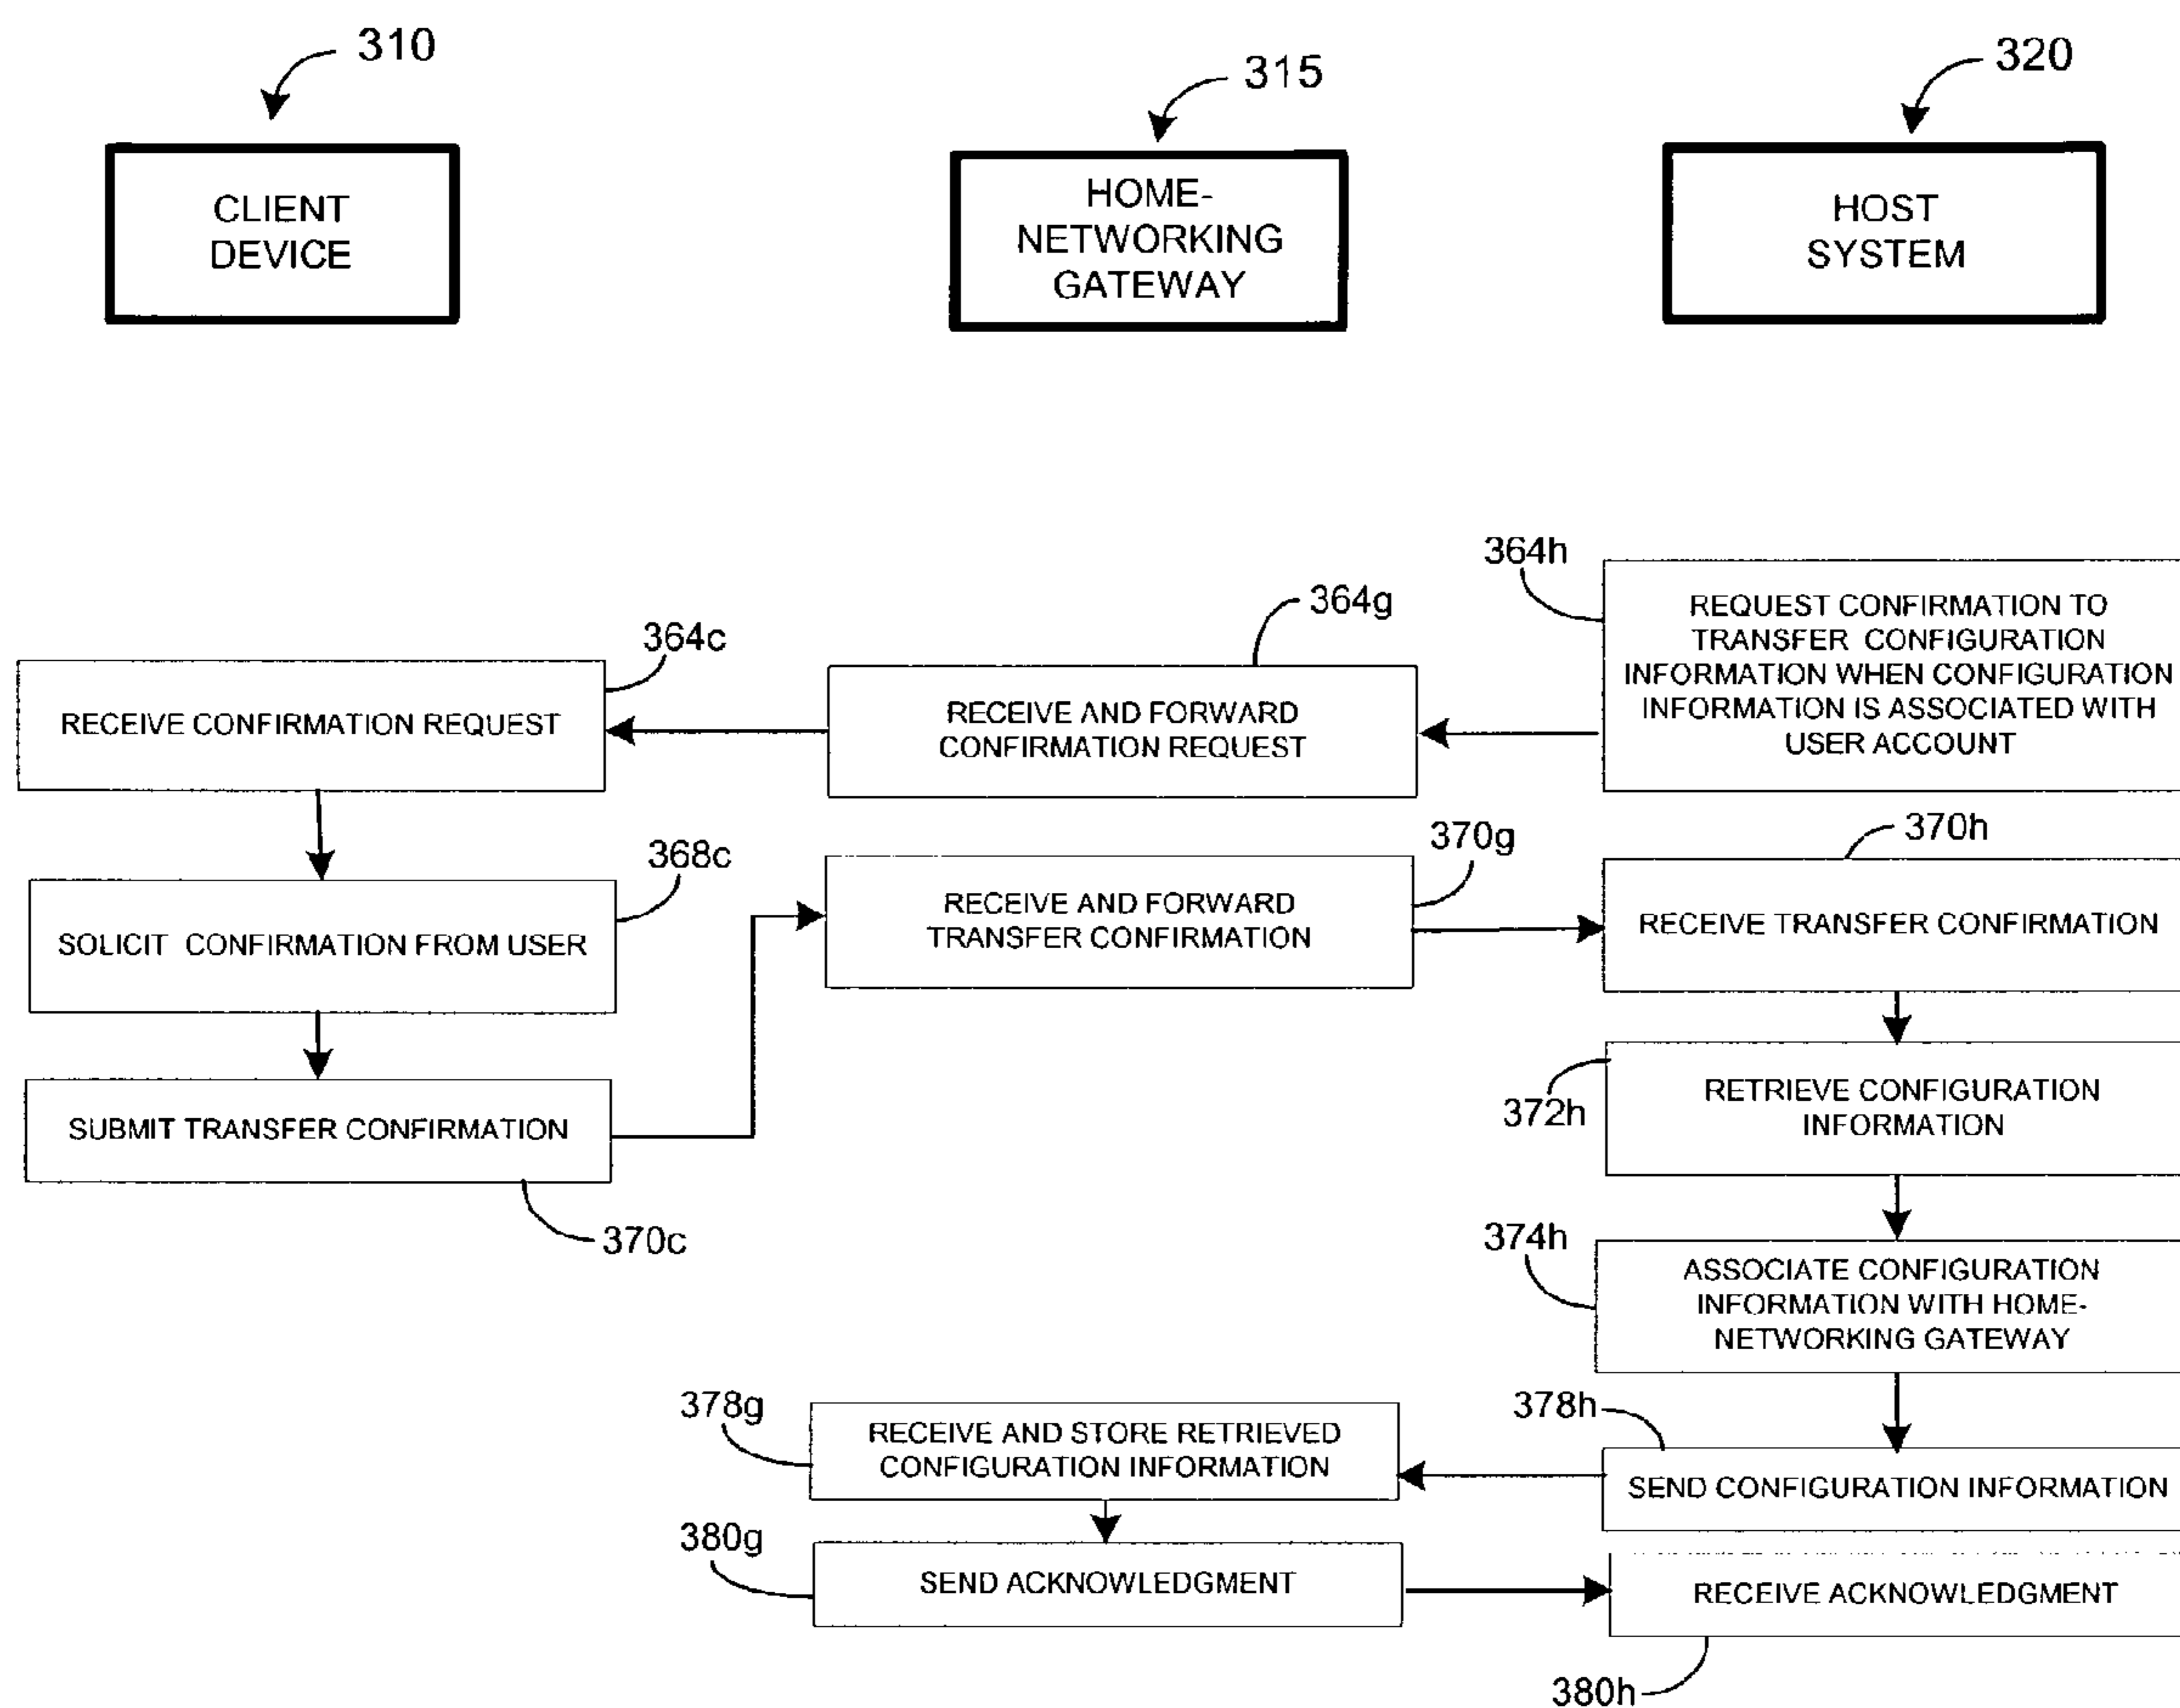 310
315
320
CLIENT
DEVICE
HOME-
NETWORKING
GATEWAY
HOST
SYSTEM
364h
REQUEST CONFIRMATION TO
TRANSFER CONFIGURATION
INFORMATION WHEN CONFIGURATION
INFORMATION IS ASSOCIATED WITH
USER ACCOUNT
364g
RECEIVE AND FORWARD
CONFIRMATION REQUEST
364c
RECEIVE CONFIRMATION REQUEST
368c
SOLICIT CONFIRMATION FROM USER
370g
RECEIVE AND FORWARD
TRANSFER CONFIRMATION
370h
RECEIVE TRANSFER CONFIRMATION
SUBMIT TRANSFER CONFIRMATION
370c
372h
RETRIEVE CONFIGURATION
INFORMATION
374h
ASSOCIATE CONFIGURATION
INFORMATION WITH HOME-
NETWORKING GATEWAY
378g
RECEIVE AND STORE RETRIEVED
CONFIGURATION INFORMATION
378h
SEND CONFIGURATION INFORMATION
380g
SEND ACKNOWLEDGMENT
RECEIVE ACKNOWLEDGMENT
380h